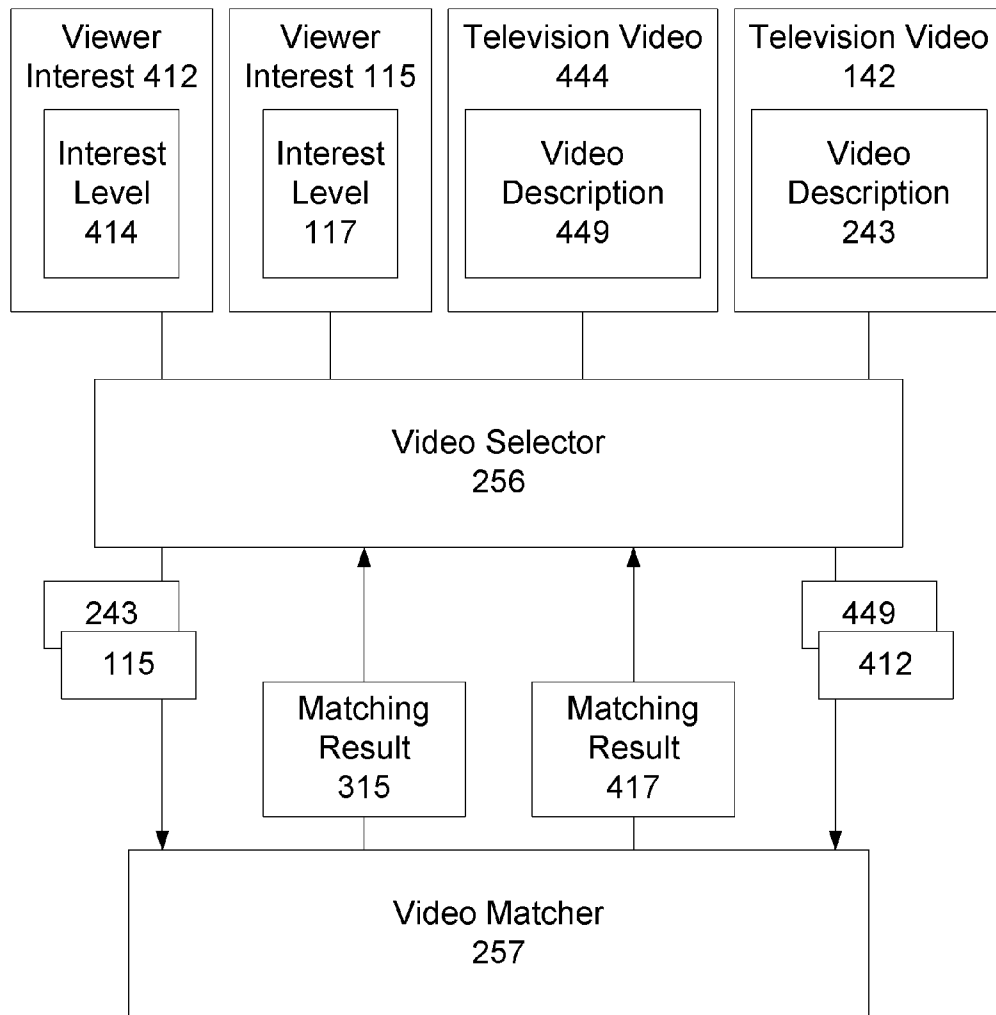 Viewer
Interest 412
Interest
Level
414
Viewer
Interest 115
Interest
Level
117
Television Video
444
Video
Description
449
Television Video
142
Video
Description
243
Video Selector
256
243
115
449
412
Matching
Result
315
Matching
Result
417
Video Matcher
257